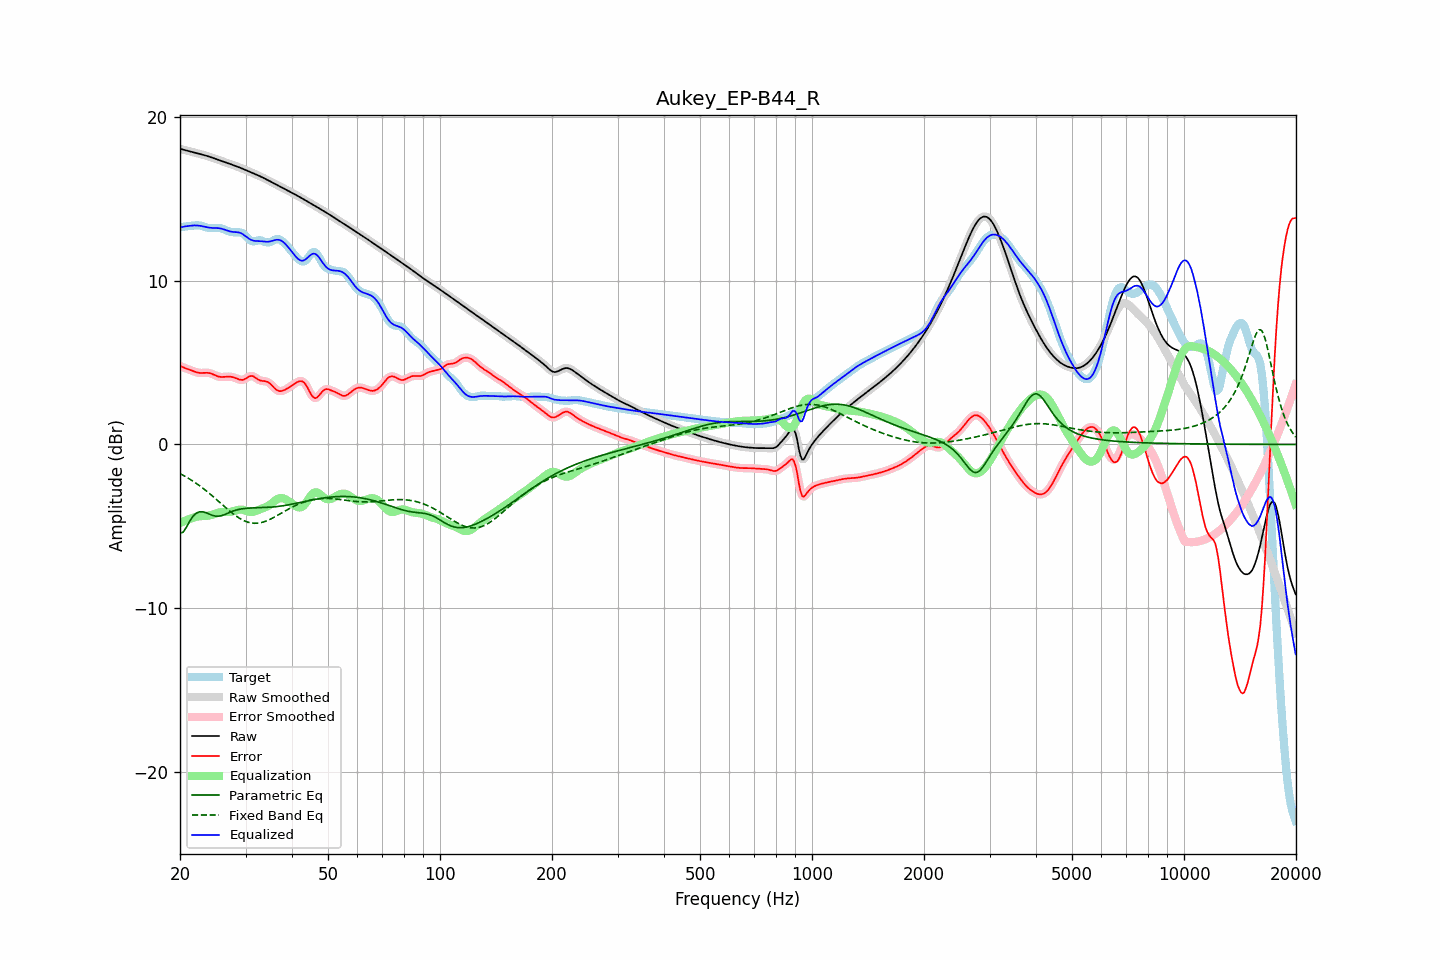 Aukey_EP-B44_R
Amplitude (dBr)
20
10
0
−10
−20
Target
Raw Smoothed
Error Smoothed
Raw
Error
Equalization
Parametric Eq
Fixed Band Eq
Equalized
20 50 100 200 500 1000 2000 5000 10000 20000
Frequency (Hz)